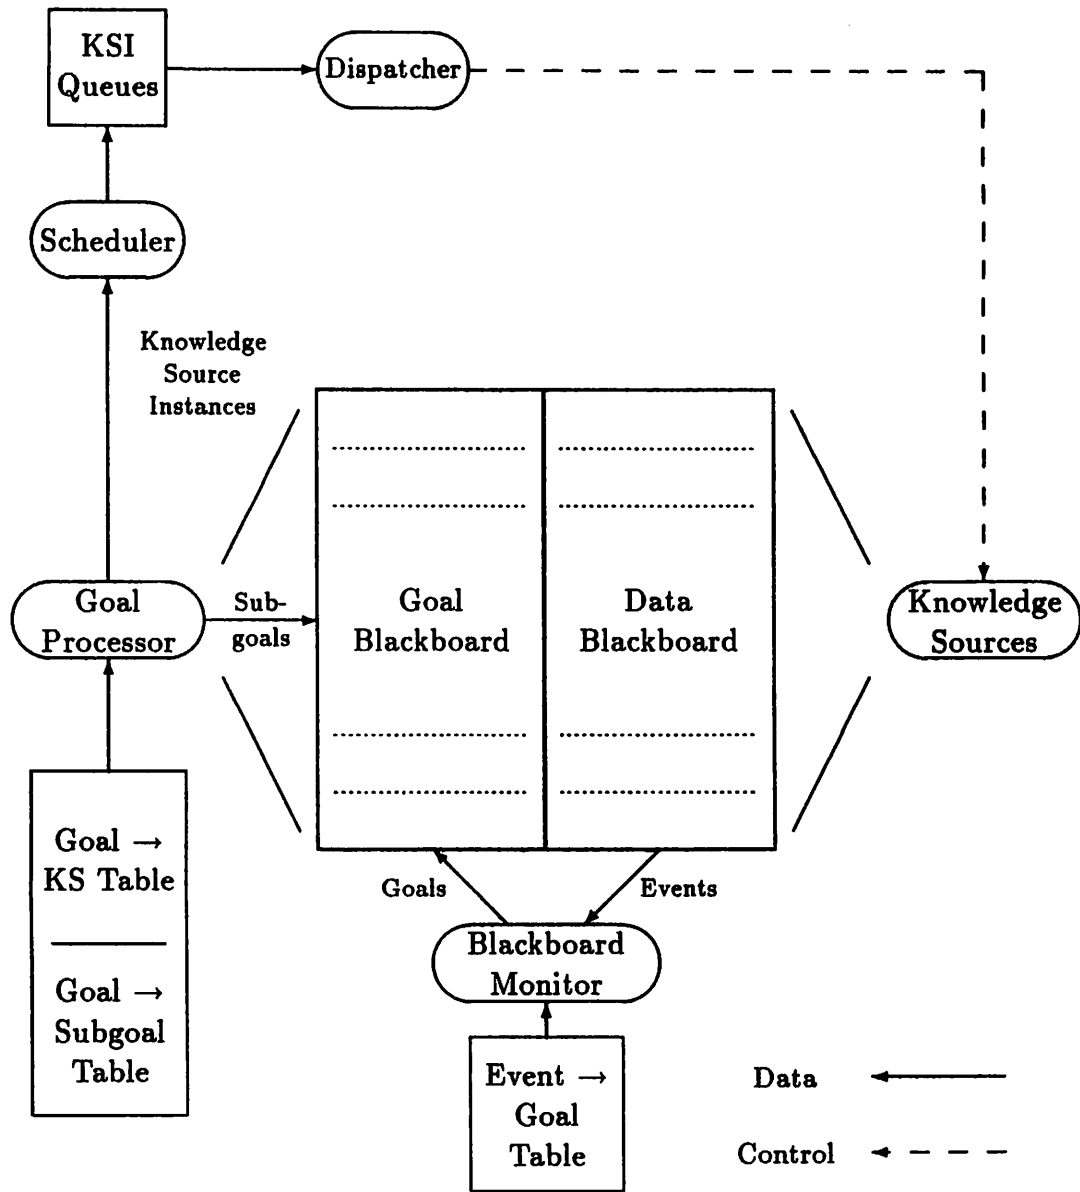 KSI
Queues
Dispatcher
Scheduler
Knowledge
Source
Instances
Goal
Processor
Sub-
goals
Goal
Blackboard
Data
Blackboard
Knowledge
Sources
Goal →
KS Table
Goal →
Subgoal
Table
Goals
Events
Blackboard
Monitor
Event →
Goal
Table
Data
Control